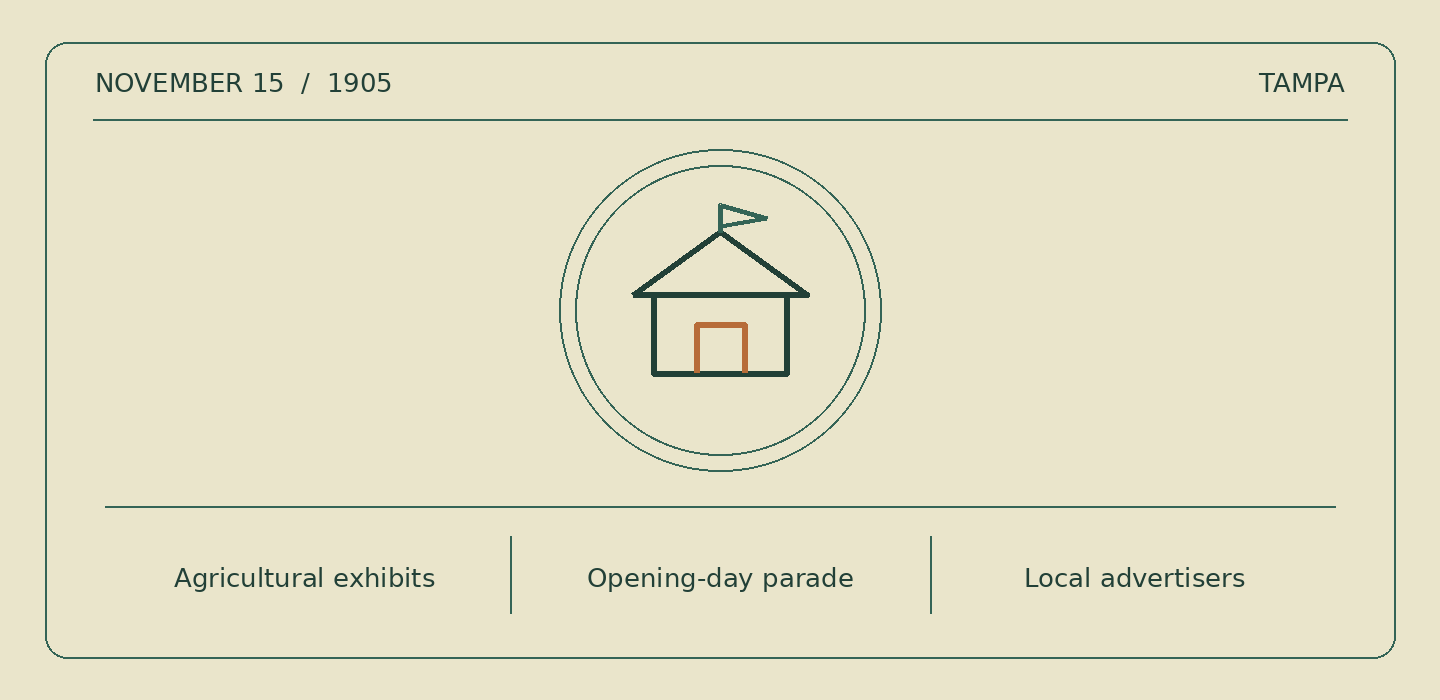 NOVEMBER 15 / 1905
TAMPA
Agricultural exhibits
Opening-day parade
Local advertisers